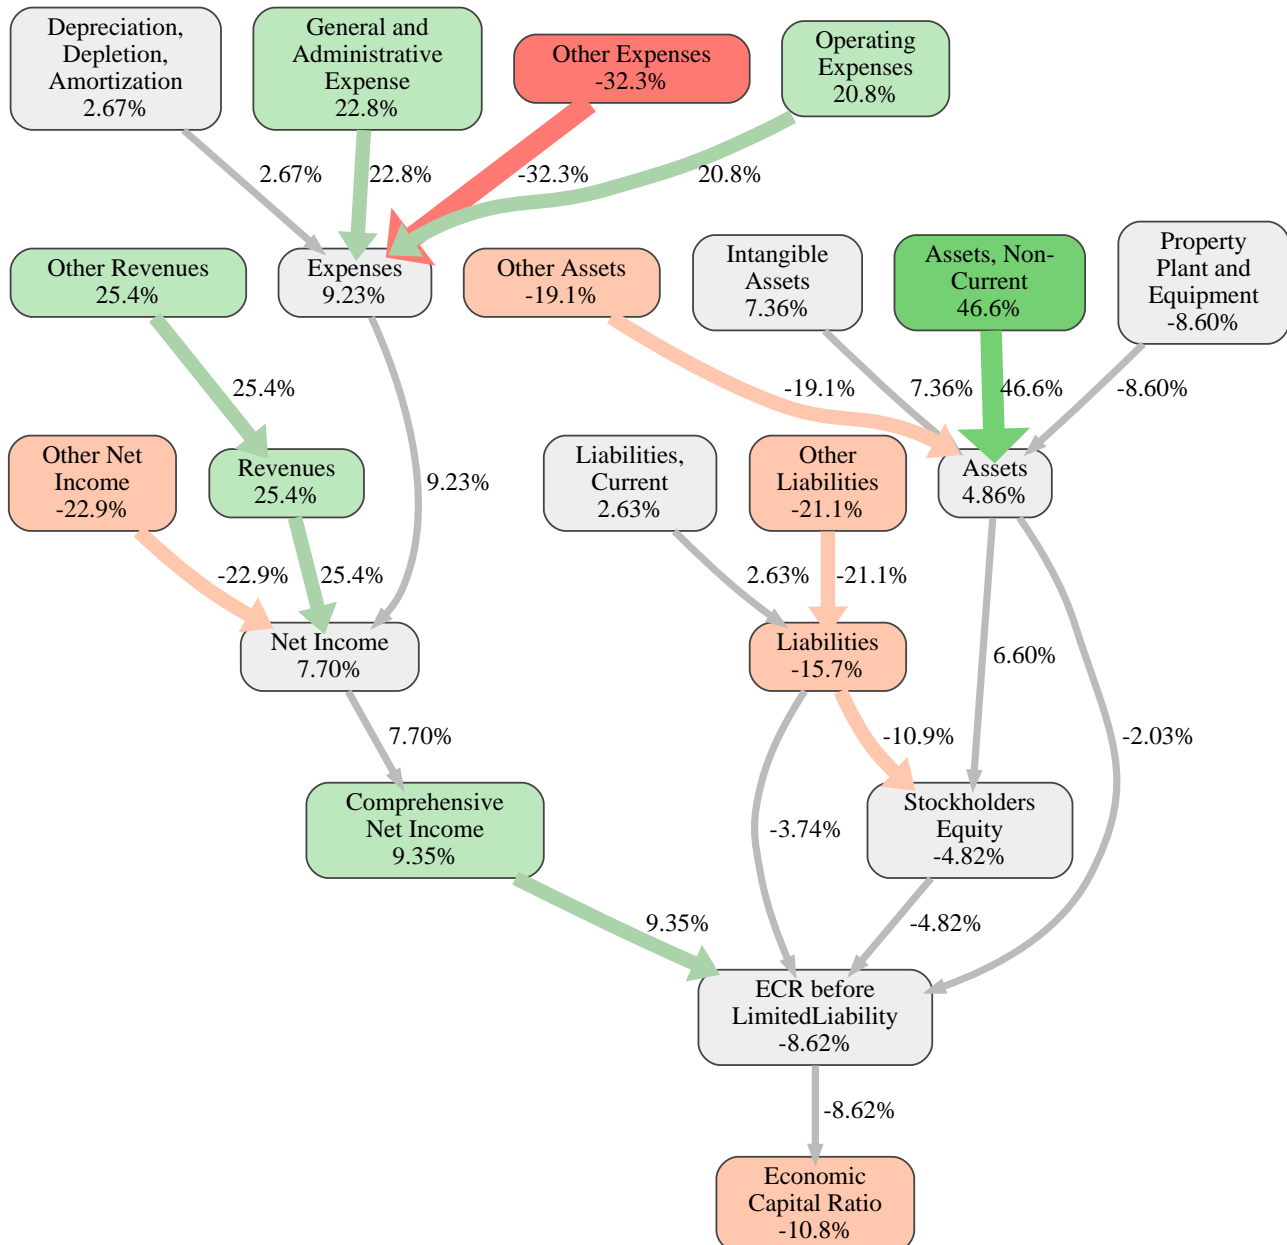 Depreciation,
Depletion,
Amortization
2.67%
General and
Administrative
Expense
22.8%
Other Expenses
-32.3%
Operating
Expenses
20.8%
2.67%
22.8%
-32.3%
20.8%
Other Revenues
25.4%
Expenses
9.23%
Other Assets
-19.1%
Intangible
Assets
7.36%
Assets, Non-
Current
46.6%
Property
Plant and
Equipment
-8.60%
25.4%
-19.1%
7.36%
46.6%
-8.60%
Other Net
Income
-22.9%
Revenues
25.4%
9.23%
Liabilities,
Current
2.63%
Other
Liabilities
-21.1%
Assets
4.86%
-22.9%
25.4%
2.63%
-21.1%
Net Income
7.70%
Liabilities
-15.7%
6.60%
7.70%
-10.9%
-2.03%
Comprehensive
Net Income
9.35%
-3.74%
Stockholders
Equity
-4.82%
9.35%
-4.82%
ECR before
LimitedLiability
-8.62%
-8.62%
Economic
Capital Ratio
-10.8%